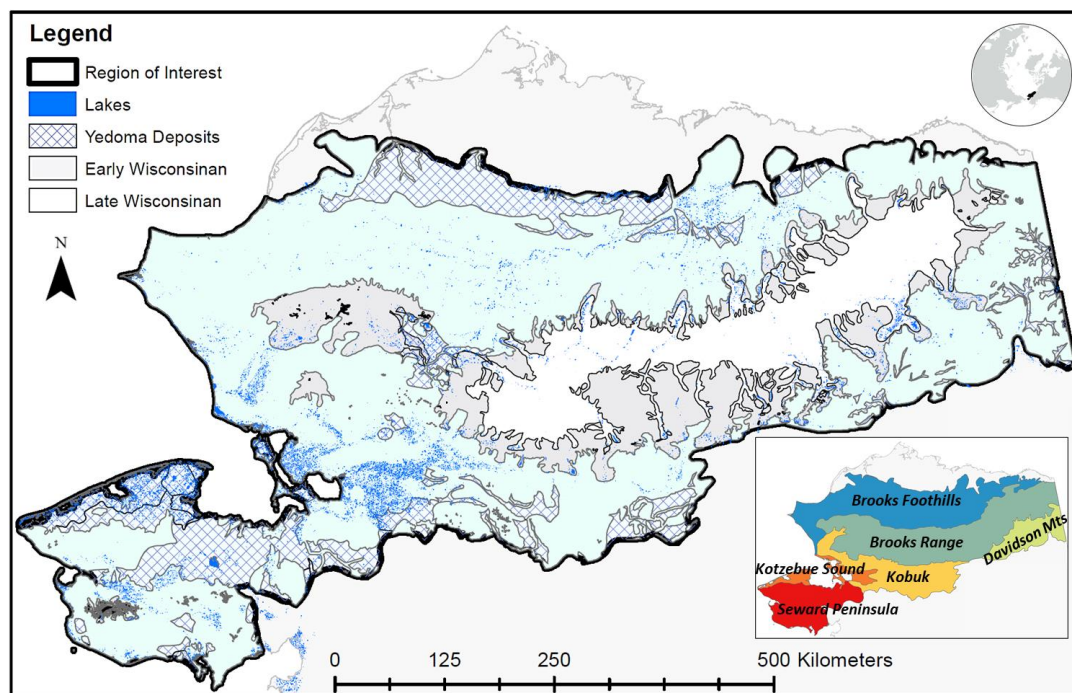 Legend
Region of Interest
Lakes
Yedoma Deposits
Early Wisconsinan
Late Wisconsinan
N
Brooks Foothills
Brooks Range
Davidson Mts
Kotzebue Sound
Kobuk
Seward Peninsula
0 125 250 500 Kilometers